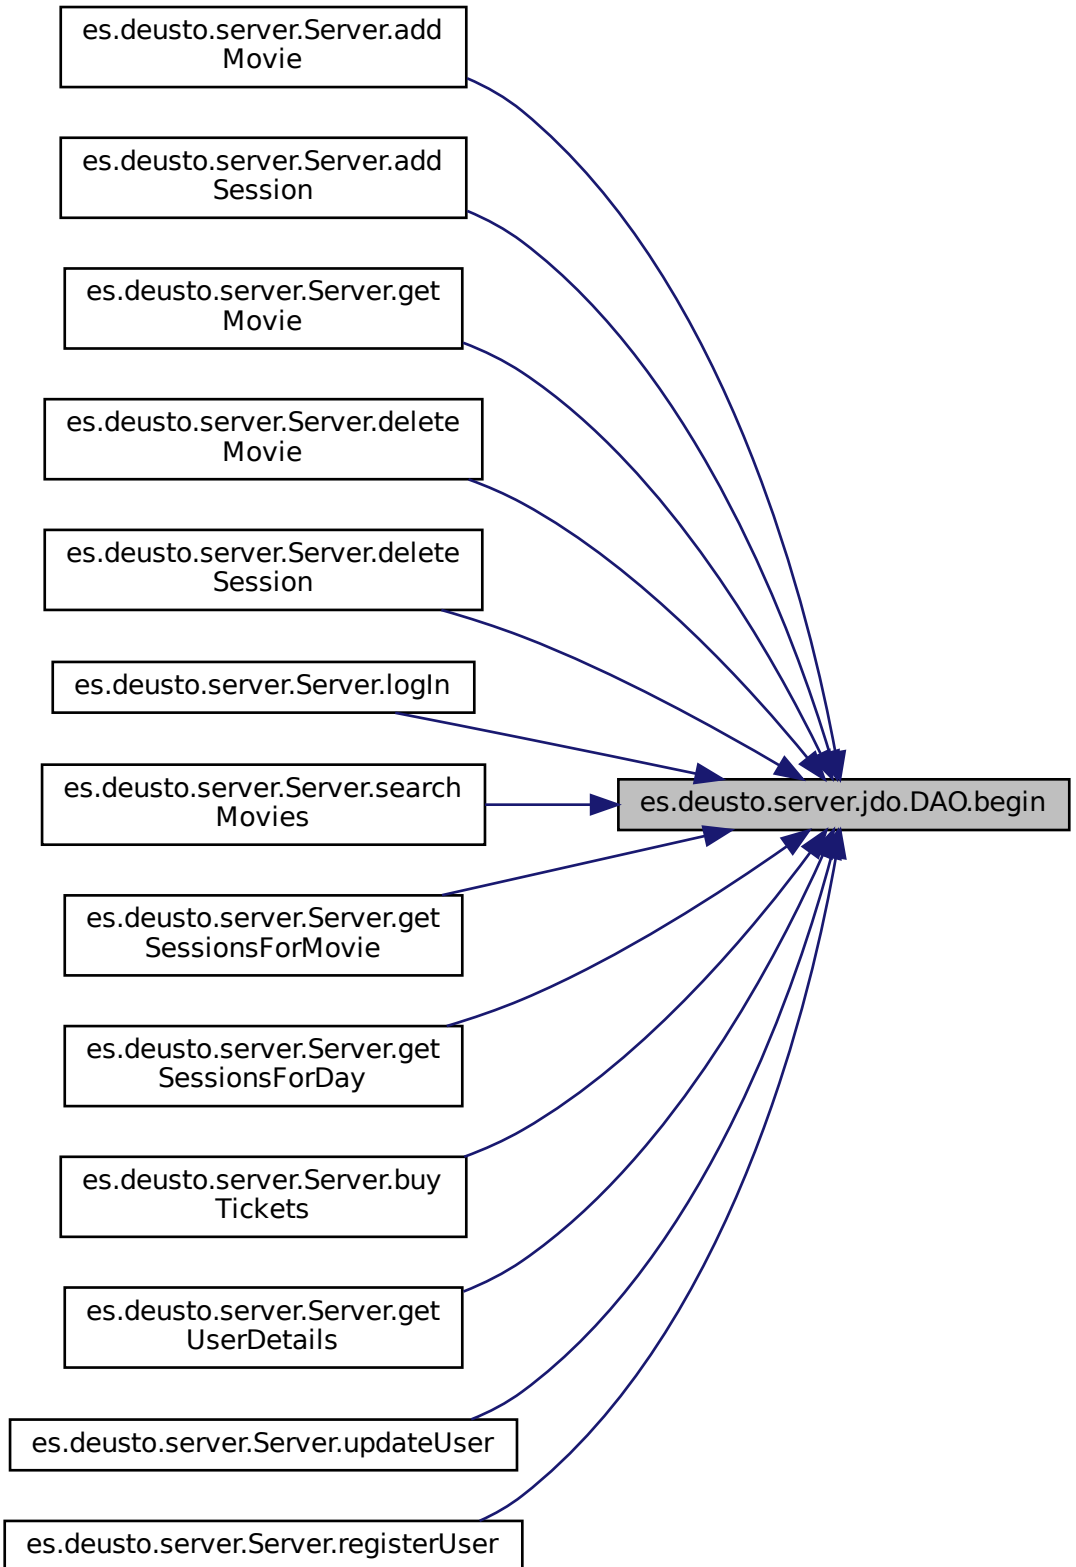 es.deusto.server.Server.add
Movie
es.deusto.server.Server.add
Session
es.deusto.server.Server.get
Movie
es.deusto.server.Server.delete
Movie
es.deusto.server.Server.delete
Session
es.deusto.server.Server.logIn
es.deusto.server.Server.search
Movies
es.deusto.server.jdo.DAO.begin
es.deusto.server.Server.get
SessionsForMovie
es.deusto.server.Server.get
SessionsForDay
es.deusto.server.Server.buy
Tickets
es.deusto.server.Server.get
UserDetails
es.deusto.server.Server.updateUser
es.deusto.server.Server.registerUser